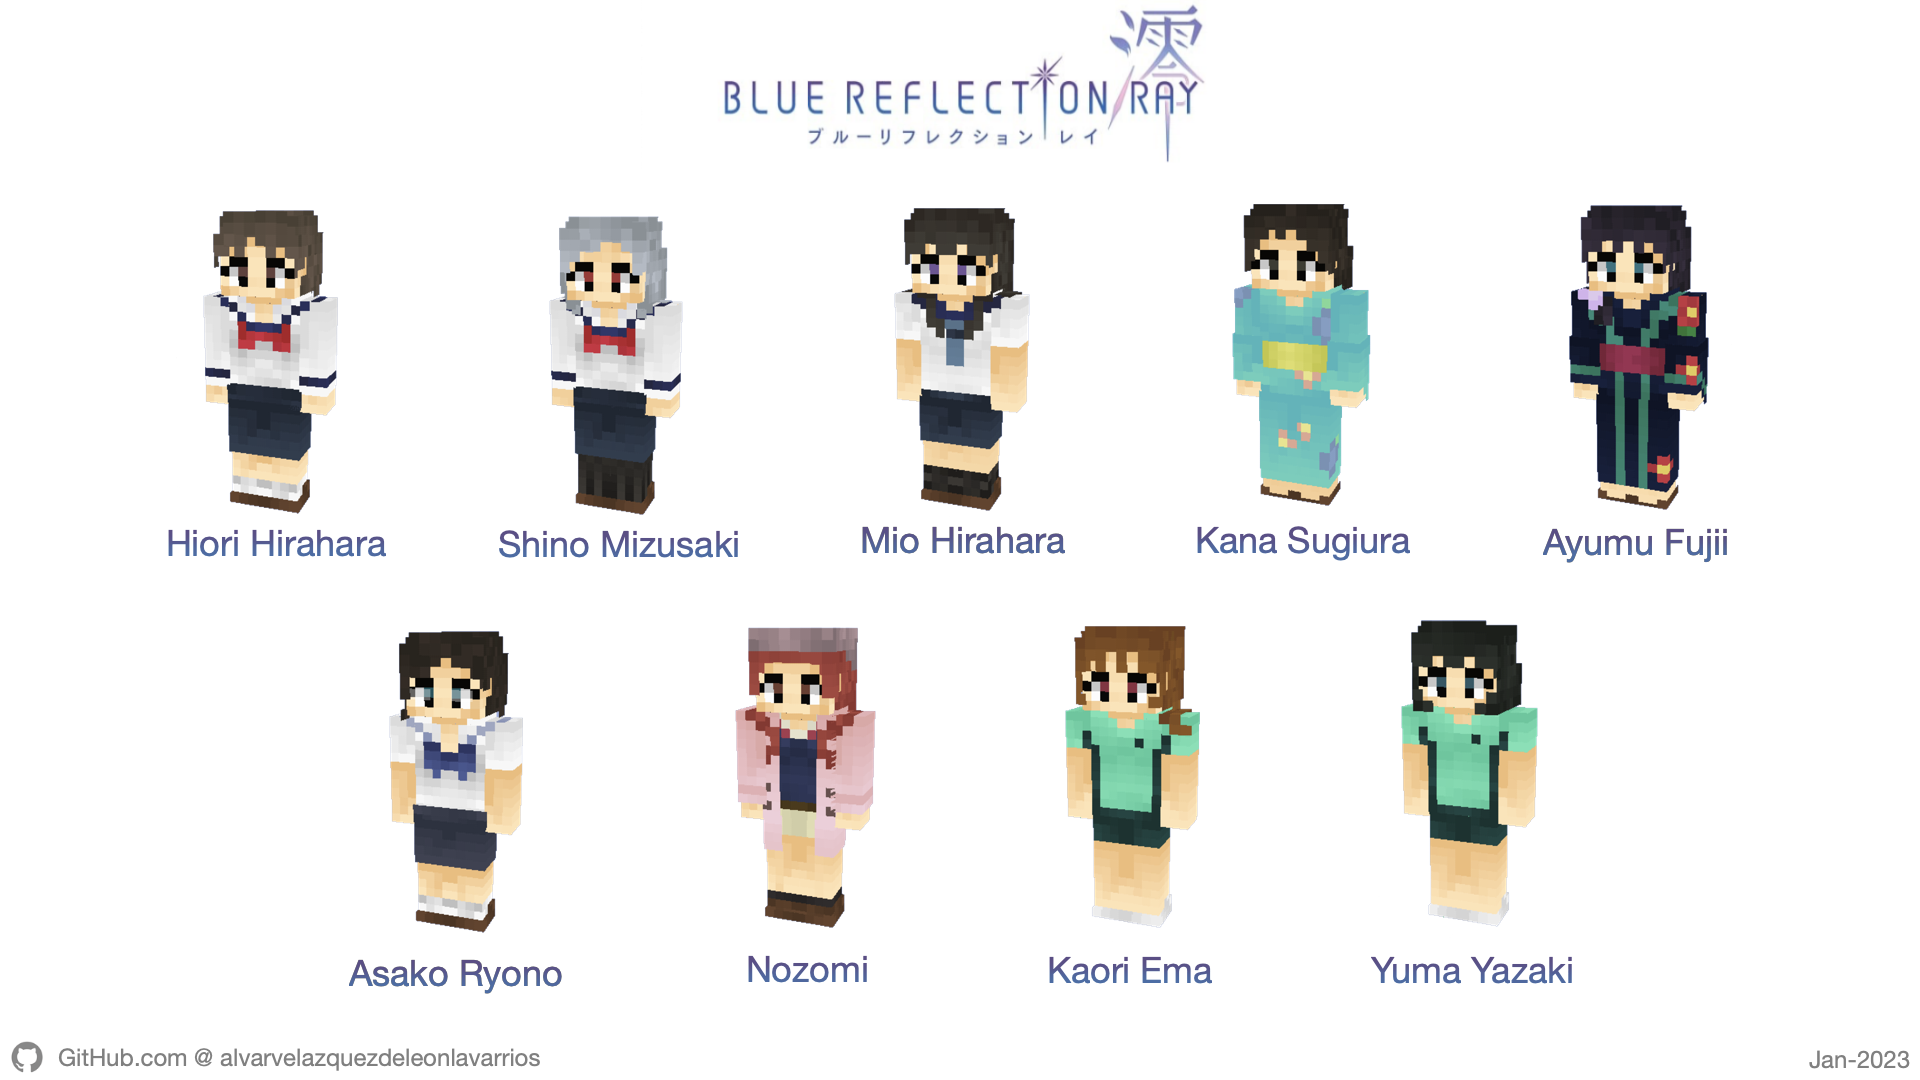 澪
BLUE REFLECTION RAY
ブルーリフレクション レイ
Hiori Hirahara
Shino Mizusaki
Mio Hirahara
Kana Sugiura
Ayumu Fujii
Asako Ryono
Nozomi
Kaori Ema
Yuma Yazaki
GitHub.com @ alvarvelazquezdeleonlavarrios
Jan-2023